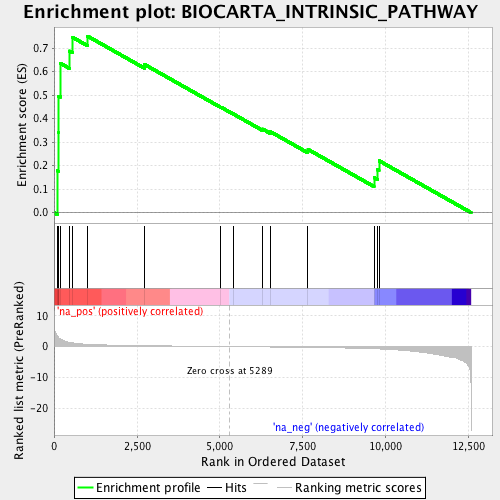 Enrichment plot: BIOCARTA_INTRINSIC_PATHWAY
Enrichment score (ES)
0.7
0.6
0.5
0.4
0.3
0.2
0.1
0.0
'na_pos' (positively correlated)
Ranked list metric (PreRanked)
10
0
-10
-20
Zero cross at 5289
'na_neg' (negatively correlated)
0
2,500
5,000
7,500
10,000
12,500
Rank in Ordered Dataset
Enrichment profile
Hits
Ranking metric scores